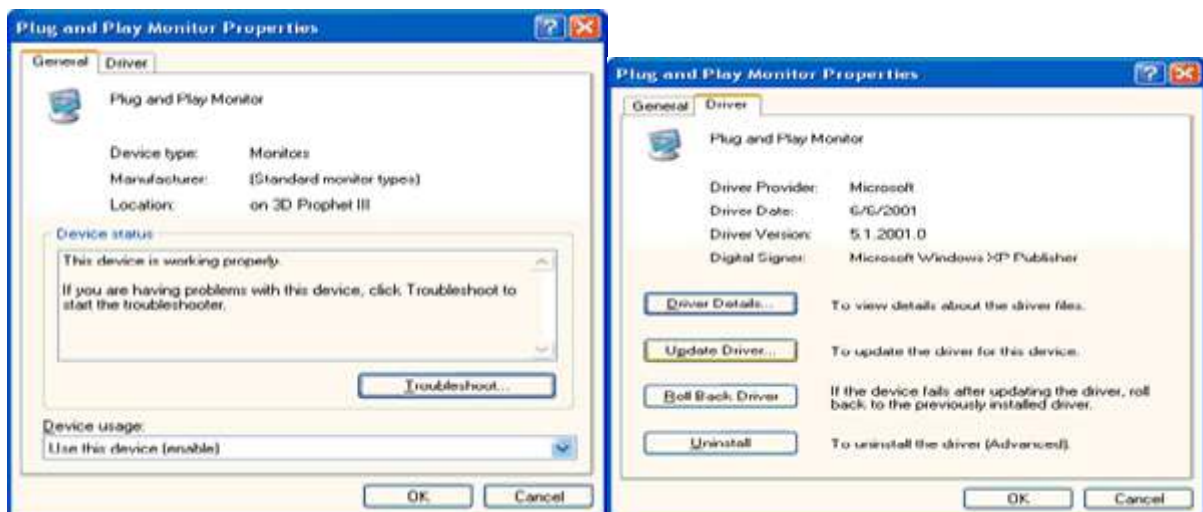 Plug and Play Monitor Properties
General Driver
Plug and Play Monitor
Device type: Monitors
Manufacturer: (Standard monitor types)
Location: on 3D Prophet III
Device status
This device is working properly.
If you are having problems with this device, click Troubleshoot to
start the troubleshooter.
Troubleshoot...
Device usage:
Use this device (enable)
OK Cancel
Plug and Play Monitor Properties
General Driver
Plug and Play Monitor
Driver Provider: Microsoft
Driver Date: 6/6/2001
Driver Version: 5.1.2001.0
Digital Signer: Microsoft Windows XP Publisher
Driver Details... To view details about the driver files.
Update Driver... To update the driver for this device.
Roll Back Driver If the device fails after updating the driver, roll
back to the previously installed driver.
Uninstall To uninstall the driver (Advanced).
OK Cancel